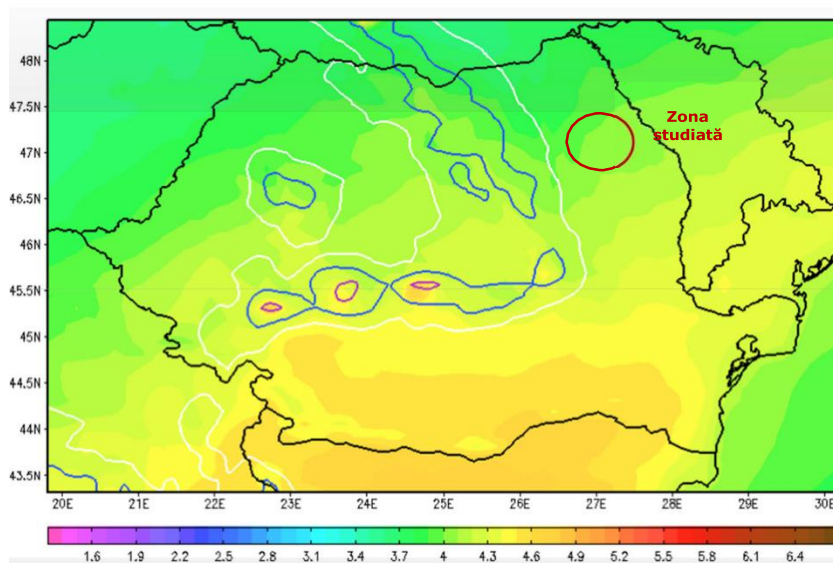 48N
47.5N
47N
46.5N
46N
45.5N
45N
44.5N
44N
43.5N
Zona
studiată
20E 21E 22E 23E 24E 25E 26E 27E 28E 29E 30E
1.6 1.9 2.2 2.5 2.8 3.1 3.4 3.7 4 4.3 4.6 4.9 5.2 5.5 5.8 6.1 6.4